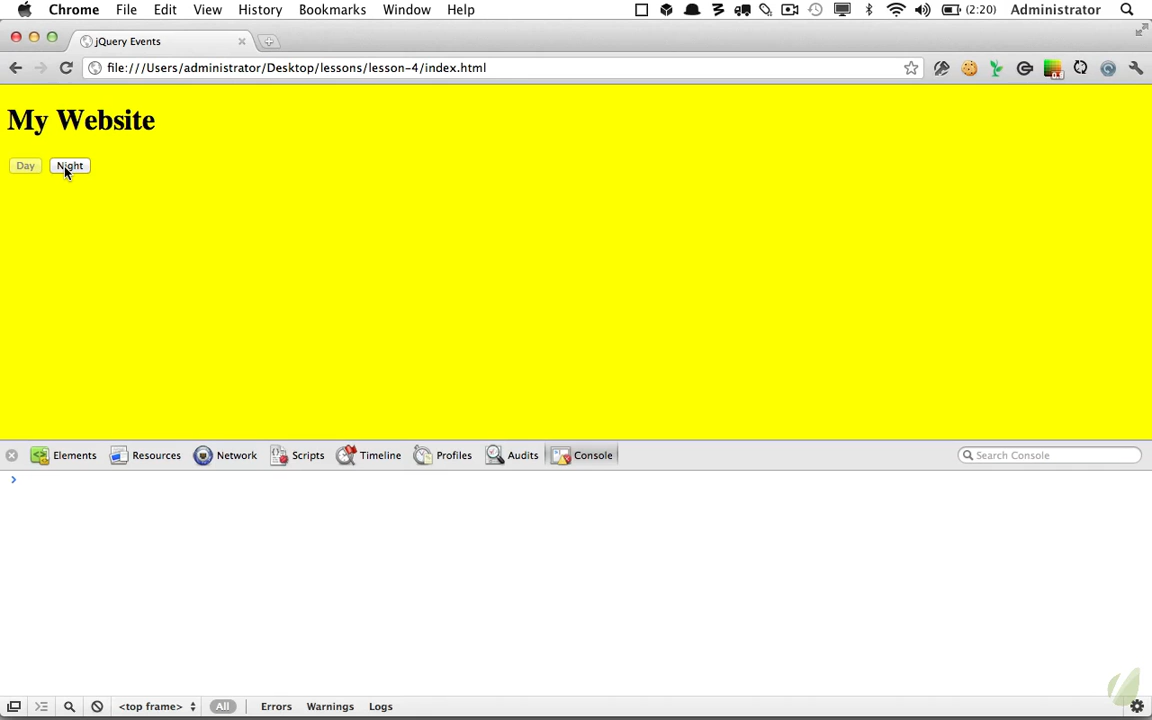 Chrome File Edit View History Bookmarks Window Help (2:20) Administrator
jQuery Events
file:///Users/administrator/Desktop/lessons/lesson-4/index.html
My Website
Day Night
Elements Resources Network Scripts Timeline Profiles Audits Console Search Console
<top frame> All Errors Warnings Logs